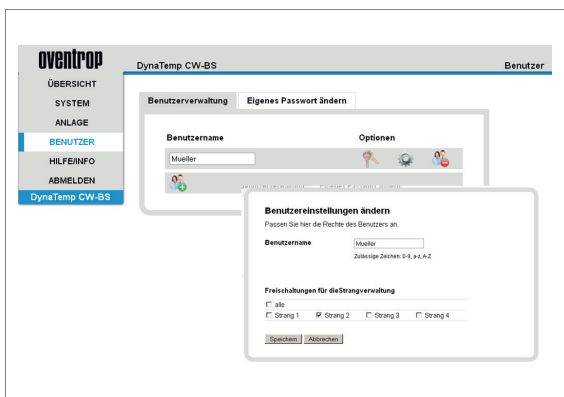 oventrop
DynaTemp CW-BS
Benutzer
ÜBERSICHT
SYSTEM
ANLAGE
BENUTZER
HILFE/INFO
ABMELDEN
DynaTemp CW-BS
Benutzerverwaltung Eigenes Passwort ändern
Benutzername Optionen
Mueller
Benutzereinstellungen ändern
Passen Sie hier die Rechte des Benutzers an.
Benutzername Mueller
Zulässige Zeichen: 0-9, a-z, A-Z
Freischaltungen für dieStrangverwaltung
alle
Strang 1 Strang 2 Strang 3 Strang 4
Speichern Abbrechen